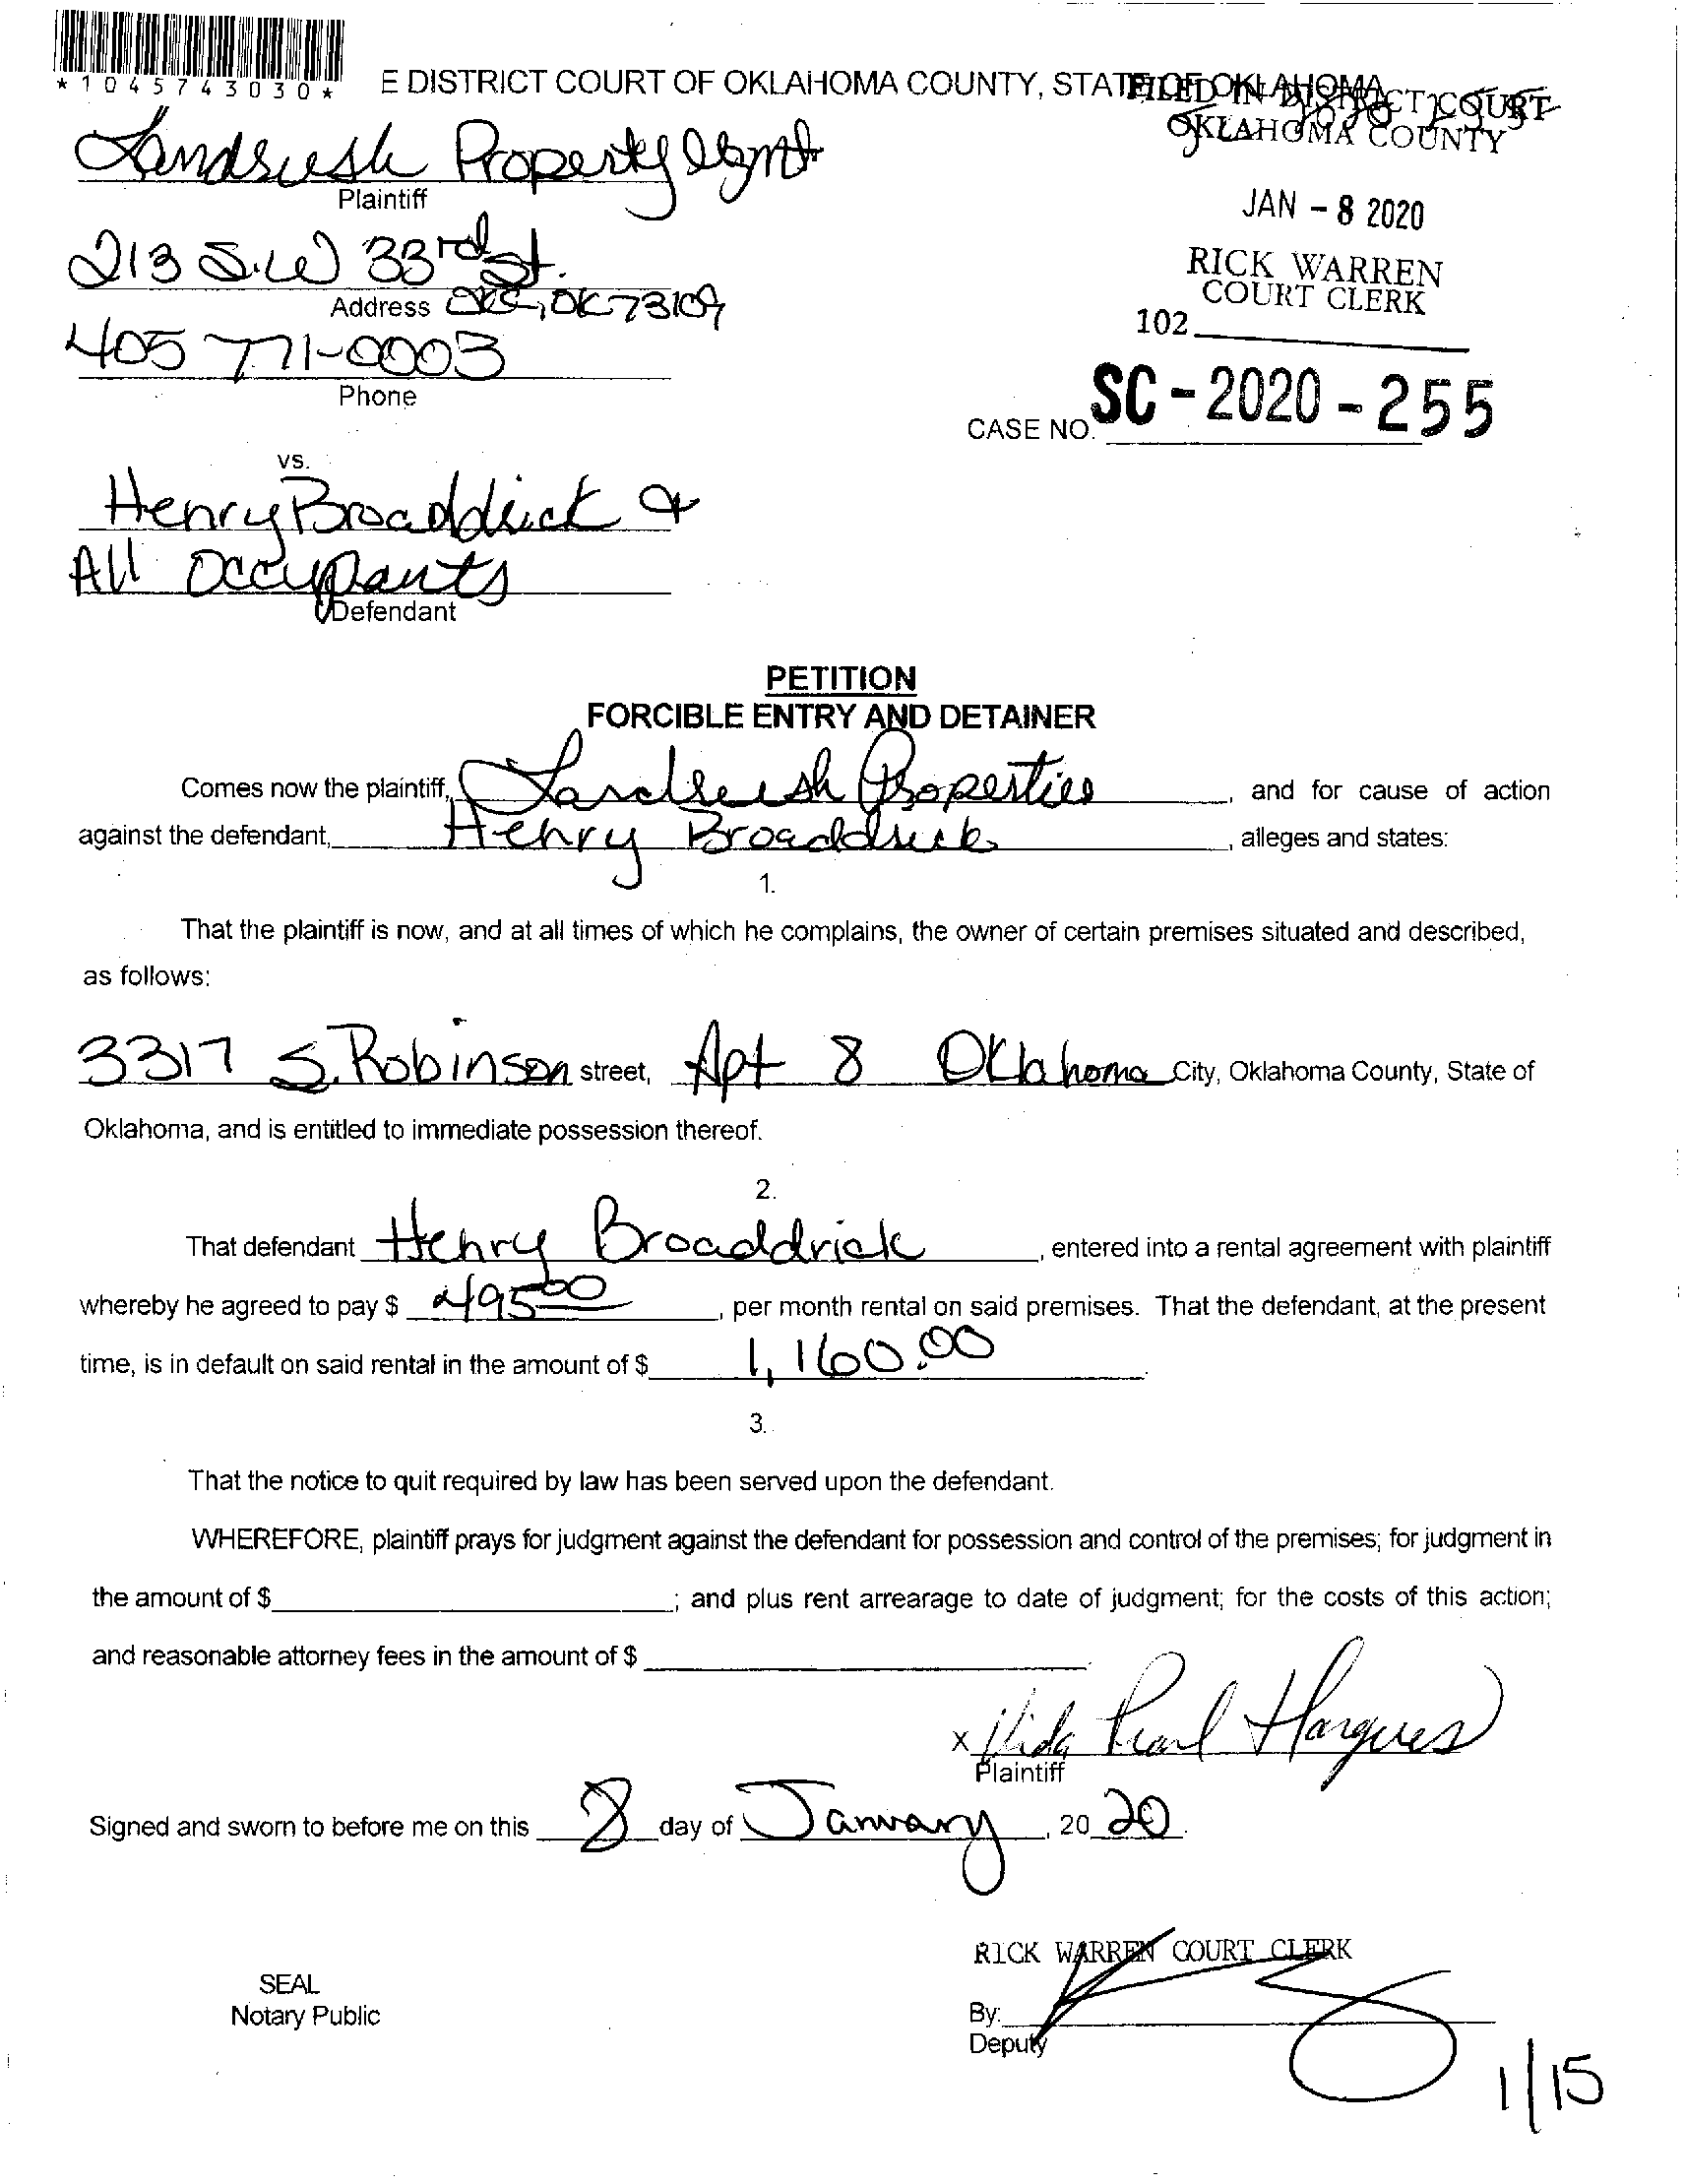 *1045743030*
E DISTRICT COURT OF OKLAHOMA COUNTY, STATE OF OKLAHOMA
FILED IN DISTRICT COURT
OKLAHOMA COUNTY
Landrush Property Mgmt
Plaintiff
JAN - 8 2020
213 S.W 33rd St.
Address OKC, OK 73109
RICK WARREN
COURT CLERK
102
405 771-0003
Phone
CASE NO. SC - 2020 - 255
vs.
Henry Broaddrick &
All Occupants
Defendant
PETITION
FORCIBLE ENTRY AND DETAINER
Comes now the plaintiff, Landrush Properties, and for cause of action
against the defendant, Henry Broaddrick, alleges and states:
1.
That the plaintiff is now, and at all times of which he complains, the owner of certain premises situated and described,
as follows:
3317 S. Robinson street, Apt 8 Oklahoma City, Oklahoma County, State of
Oklahoma, and is entitled to immediate possession thereof.
2.
That defendant Henry Broaddrick, entered into a rental agreement with plaintiff
whereby he agreed to pay $ 495.00, per month rental on said premises. That the defendant, at the present
time, is in default on said rental in the amount of $ 1,160.00.
3.
That the notice to quit required by law has been served upon the defendant.
WHEREFORE, plaintiff prays for judgment against the defendant for possession and control of the premises; for judgment in
the amount of $ ; and plus rent arrearage to date of judgment; for the costs of this action;
and reasonable attorney fees in the amount of $ .
x Vida Pearl Hargues
Plaintiff
Signed and sworn to before me on this 8 day of January, 20 20.
RICK WARREN COURT CLERK
SEAL
Notary Public
By:
Deputy
1/15